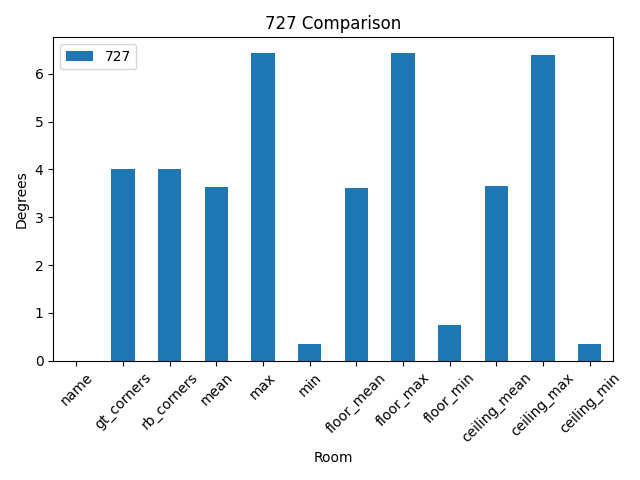 727 Comparison
727
Degrees
6
5
4
3
2
1
0
name
gt_corners
rb_corners
mean
max
min
floor_mean
floor_max
floor_min
ceiling_mean
ceiling_max
ceiling_min
Room